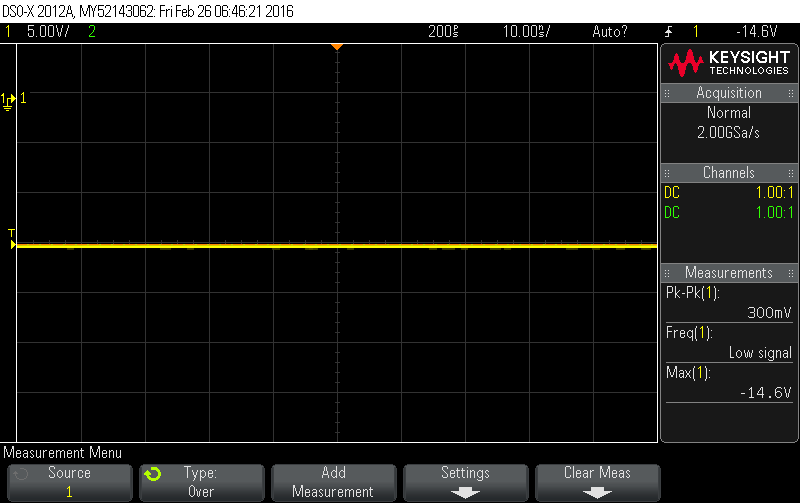 DSO-X 2012A, MY52143062: Fri Feb 26 06:46:21 2016
1 5.00V/ 2 200s 10.00s/ Auto? 1 -14.6V
KEYSIGHT
TECHNOLOGIES
Acquisition
Normal
2.00GSa/s
1 1
Channels
DC 1.00:1
DC 1.00:1
T
Measurements
Pk-Pk(1):
300mV
Freq(1):
Low signal
Max(1):
-14.6V
Measurement Menu
Source
1
Type:
Over
Add
Measurement
Settings
Clear Meas